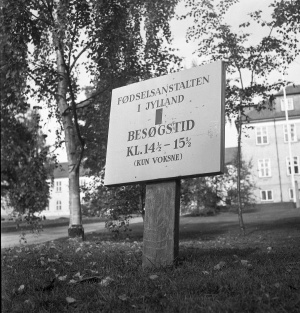 FØDSELSANSTALTEN
I JYLLAND
BESØGSTID
KL. 14½ - 15½
(KUN VOKSNE)